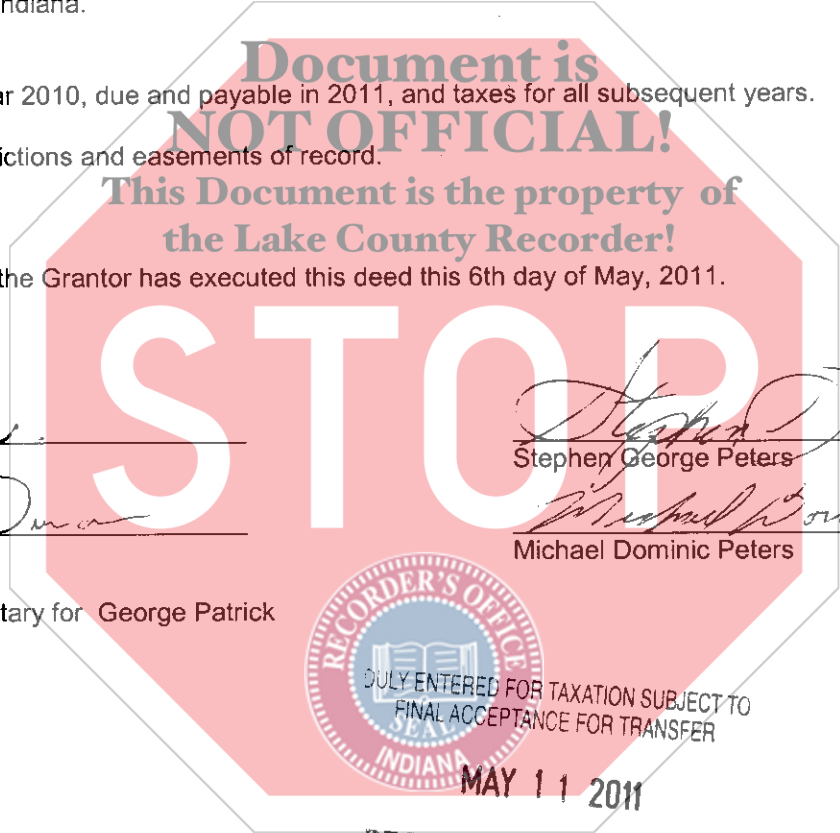 ndiana.
Document is
ar 2010, due and payable in 2011, and taxes for all subsequent years.
NOT OFFICIAL!
ictions and easements of record.
This Document is the property of
the Lake County Recorder!
the Grantor has executed this deed this 6th day of May, 2011.
STOP
Stephen
Stephen George Peters
Michael
Michael Dominic Peters
tary for George Patrick
RECORDER'S OFFICE
SEAL
INDIANA
DULY ENTERED FOR TAXATION SUBJECT TO
FINAL ACCEPTANCE FOR TRANSFER
MAY 11 2011